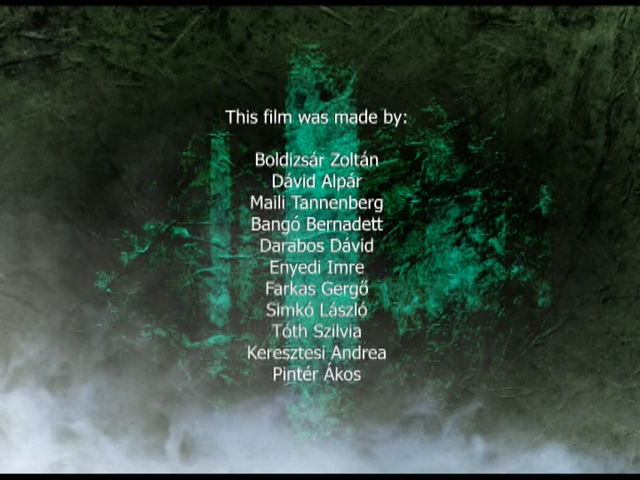 This film was made by:
Boldizsár Zoltán
Dávid Alpár
Maili Tannenberg
Bangó Bernadett
Darabos Dávid
Enyedi Imre
Farkas Gergő
Simkó László
Tóth Szilvia
Keresztesi Andrea
Pintér Ákos